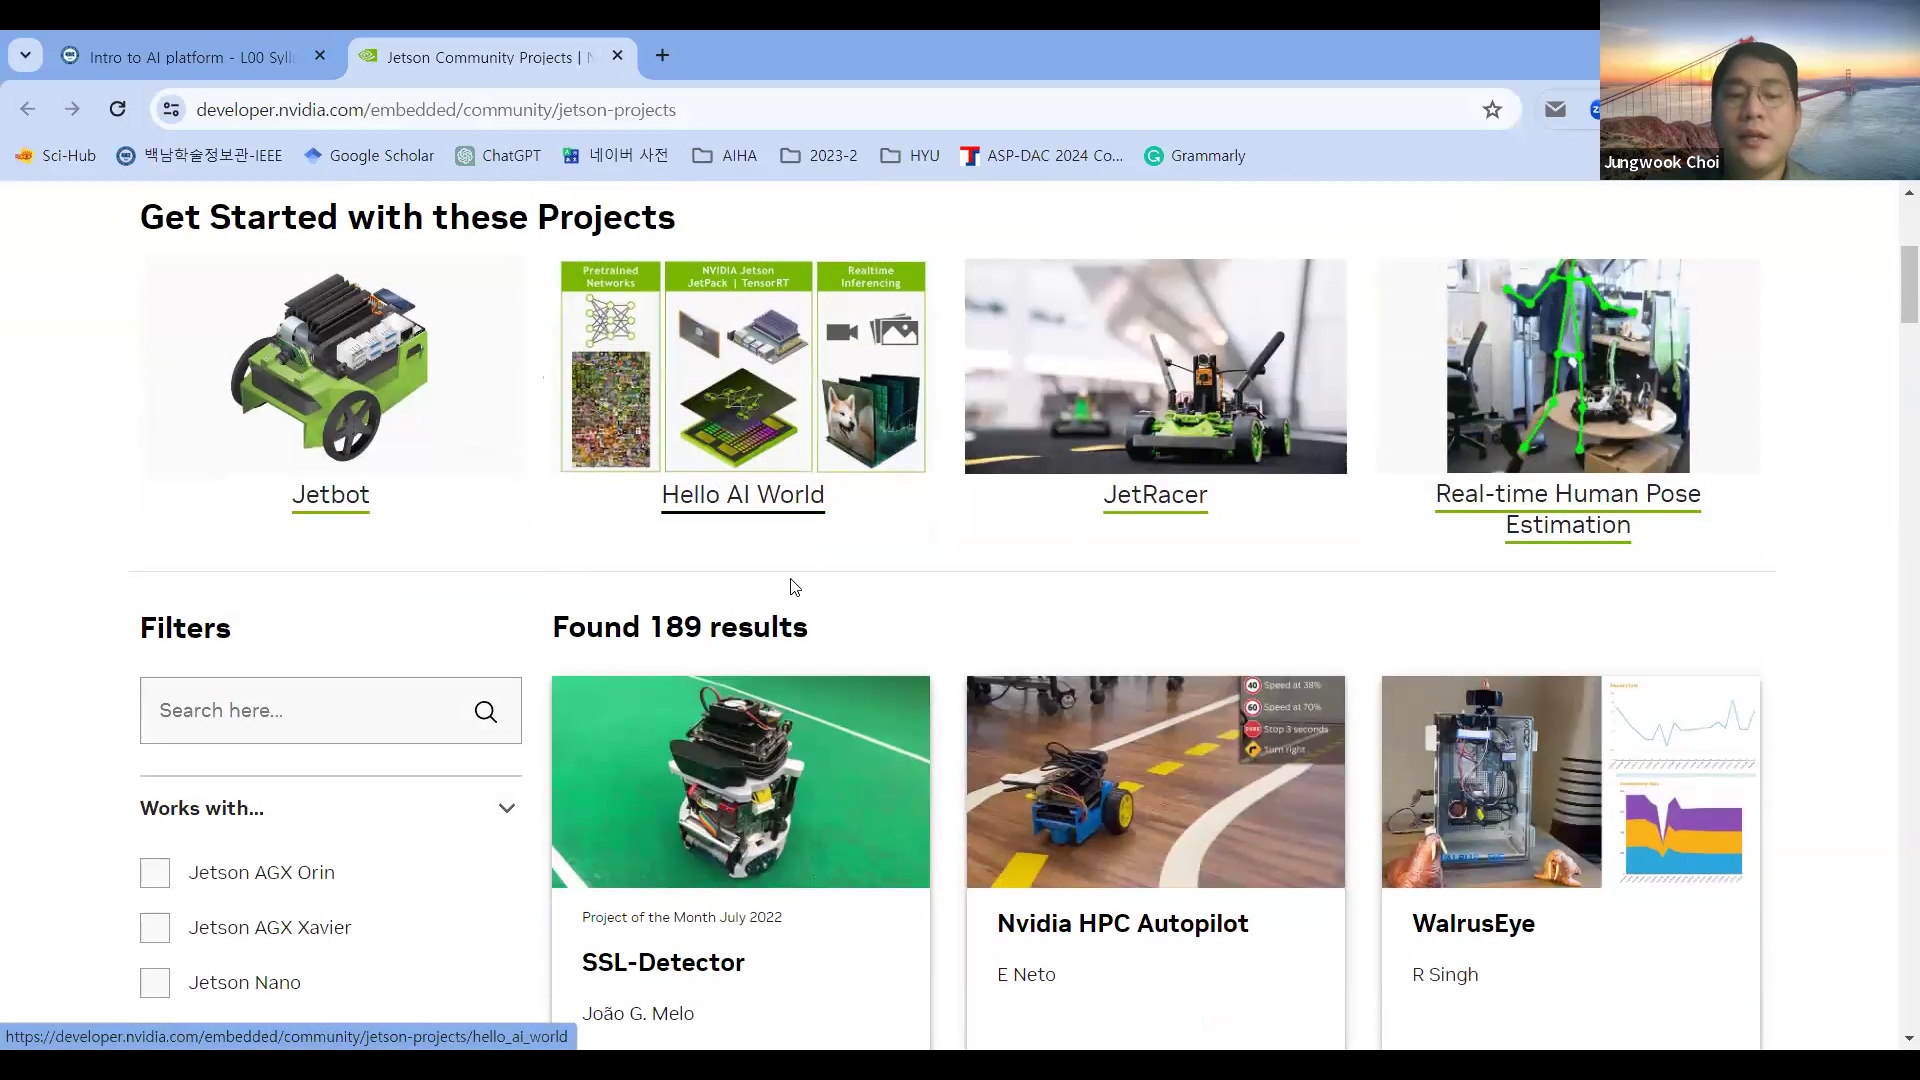 Intro to AI platform - L00 Syll
Jetson Community Projects | N
developer.nvidia.com/embedded/community/jetson-projects
Sci-Hub
백남학술정보관-IEEE
Google Scholar
ChatGPT
네이버 사전
AIHA
2023-2
HYU
ASP-DAC 2024 Co...
Grammarly
Jungwook Choi
Get Started with these Projects
Pretrained
Networks
NVIDIA Jetson
JetPack | TensorRT
Realtime
Inferencing
Jetbot
Hello AI World
JetRacer
Real-time Human Pose
Estimation
Filters
Found 189 results
Search here...
Works with...
Jetson AGX Orin
Jetson AGX Xavier
Jetson Nano
40 Speed at 38%
60 Speed at 70%
Stop 3 seconds
Turn right
Project of the Month July 2022
SSL-Detector
João G. Melo
Nvidia HPC Autopilot
E Neto
WalrusEye
R Singh
https://developer.nvidia.com/embedded/community/jetson-projects/hello_ai_world